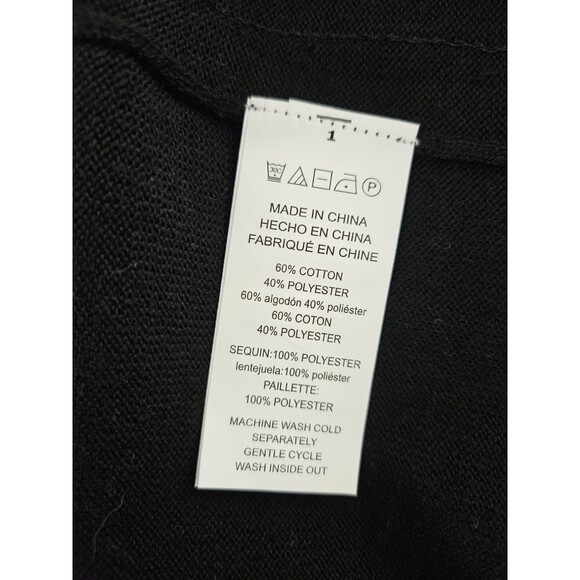 1
30C P
MADE IN CHINA
HECHO EN CHINA
FABRIQUÉ EN CHINE
60% COTTON
40% POLYESTER
60% algodón 40% poliéster
60% COTON
40% POLYESTER
SEQUIN:100% POLYESTER
lentejuela:100% poliéster
PAILLETTE:
100% POLYESTER
MACHINE WASH COLD
SEPARATELY
GENTLE CYCLE
WASH INSIDE OUT